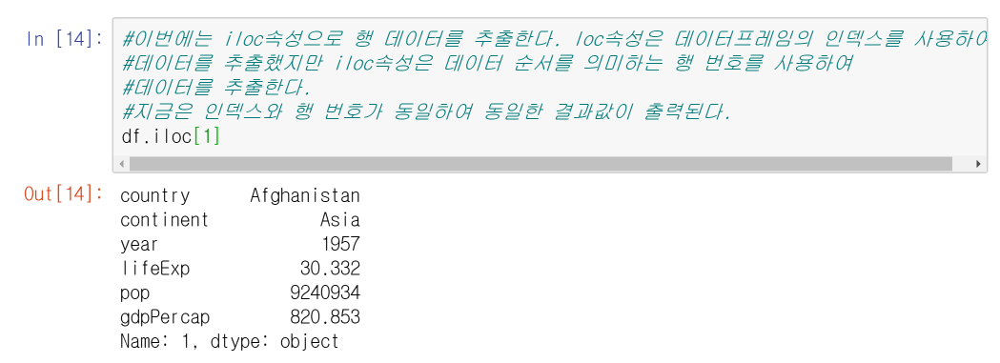 In [14]: #이번에는 iloc속성으로 행 데이터를 추출한다. loc속성은 데이터프레임의 인덱스를 사용하여
#데이터를 추출했지만 iloc속성은 데이터 순서를 의미하는 행 번호를 사용하여
#데이터를 추출한다.
#지금은 인덱스와 행 번호가 동일하여 동일한 결과값이 출력된다.
df.iloc[1]
Out[14]: country Afghanistan
continent Asia
year 1957
lifeExp 30.332
pop 9240934
gdpPercap 820.853
Name: 1, dtype: object